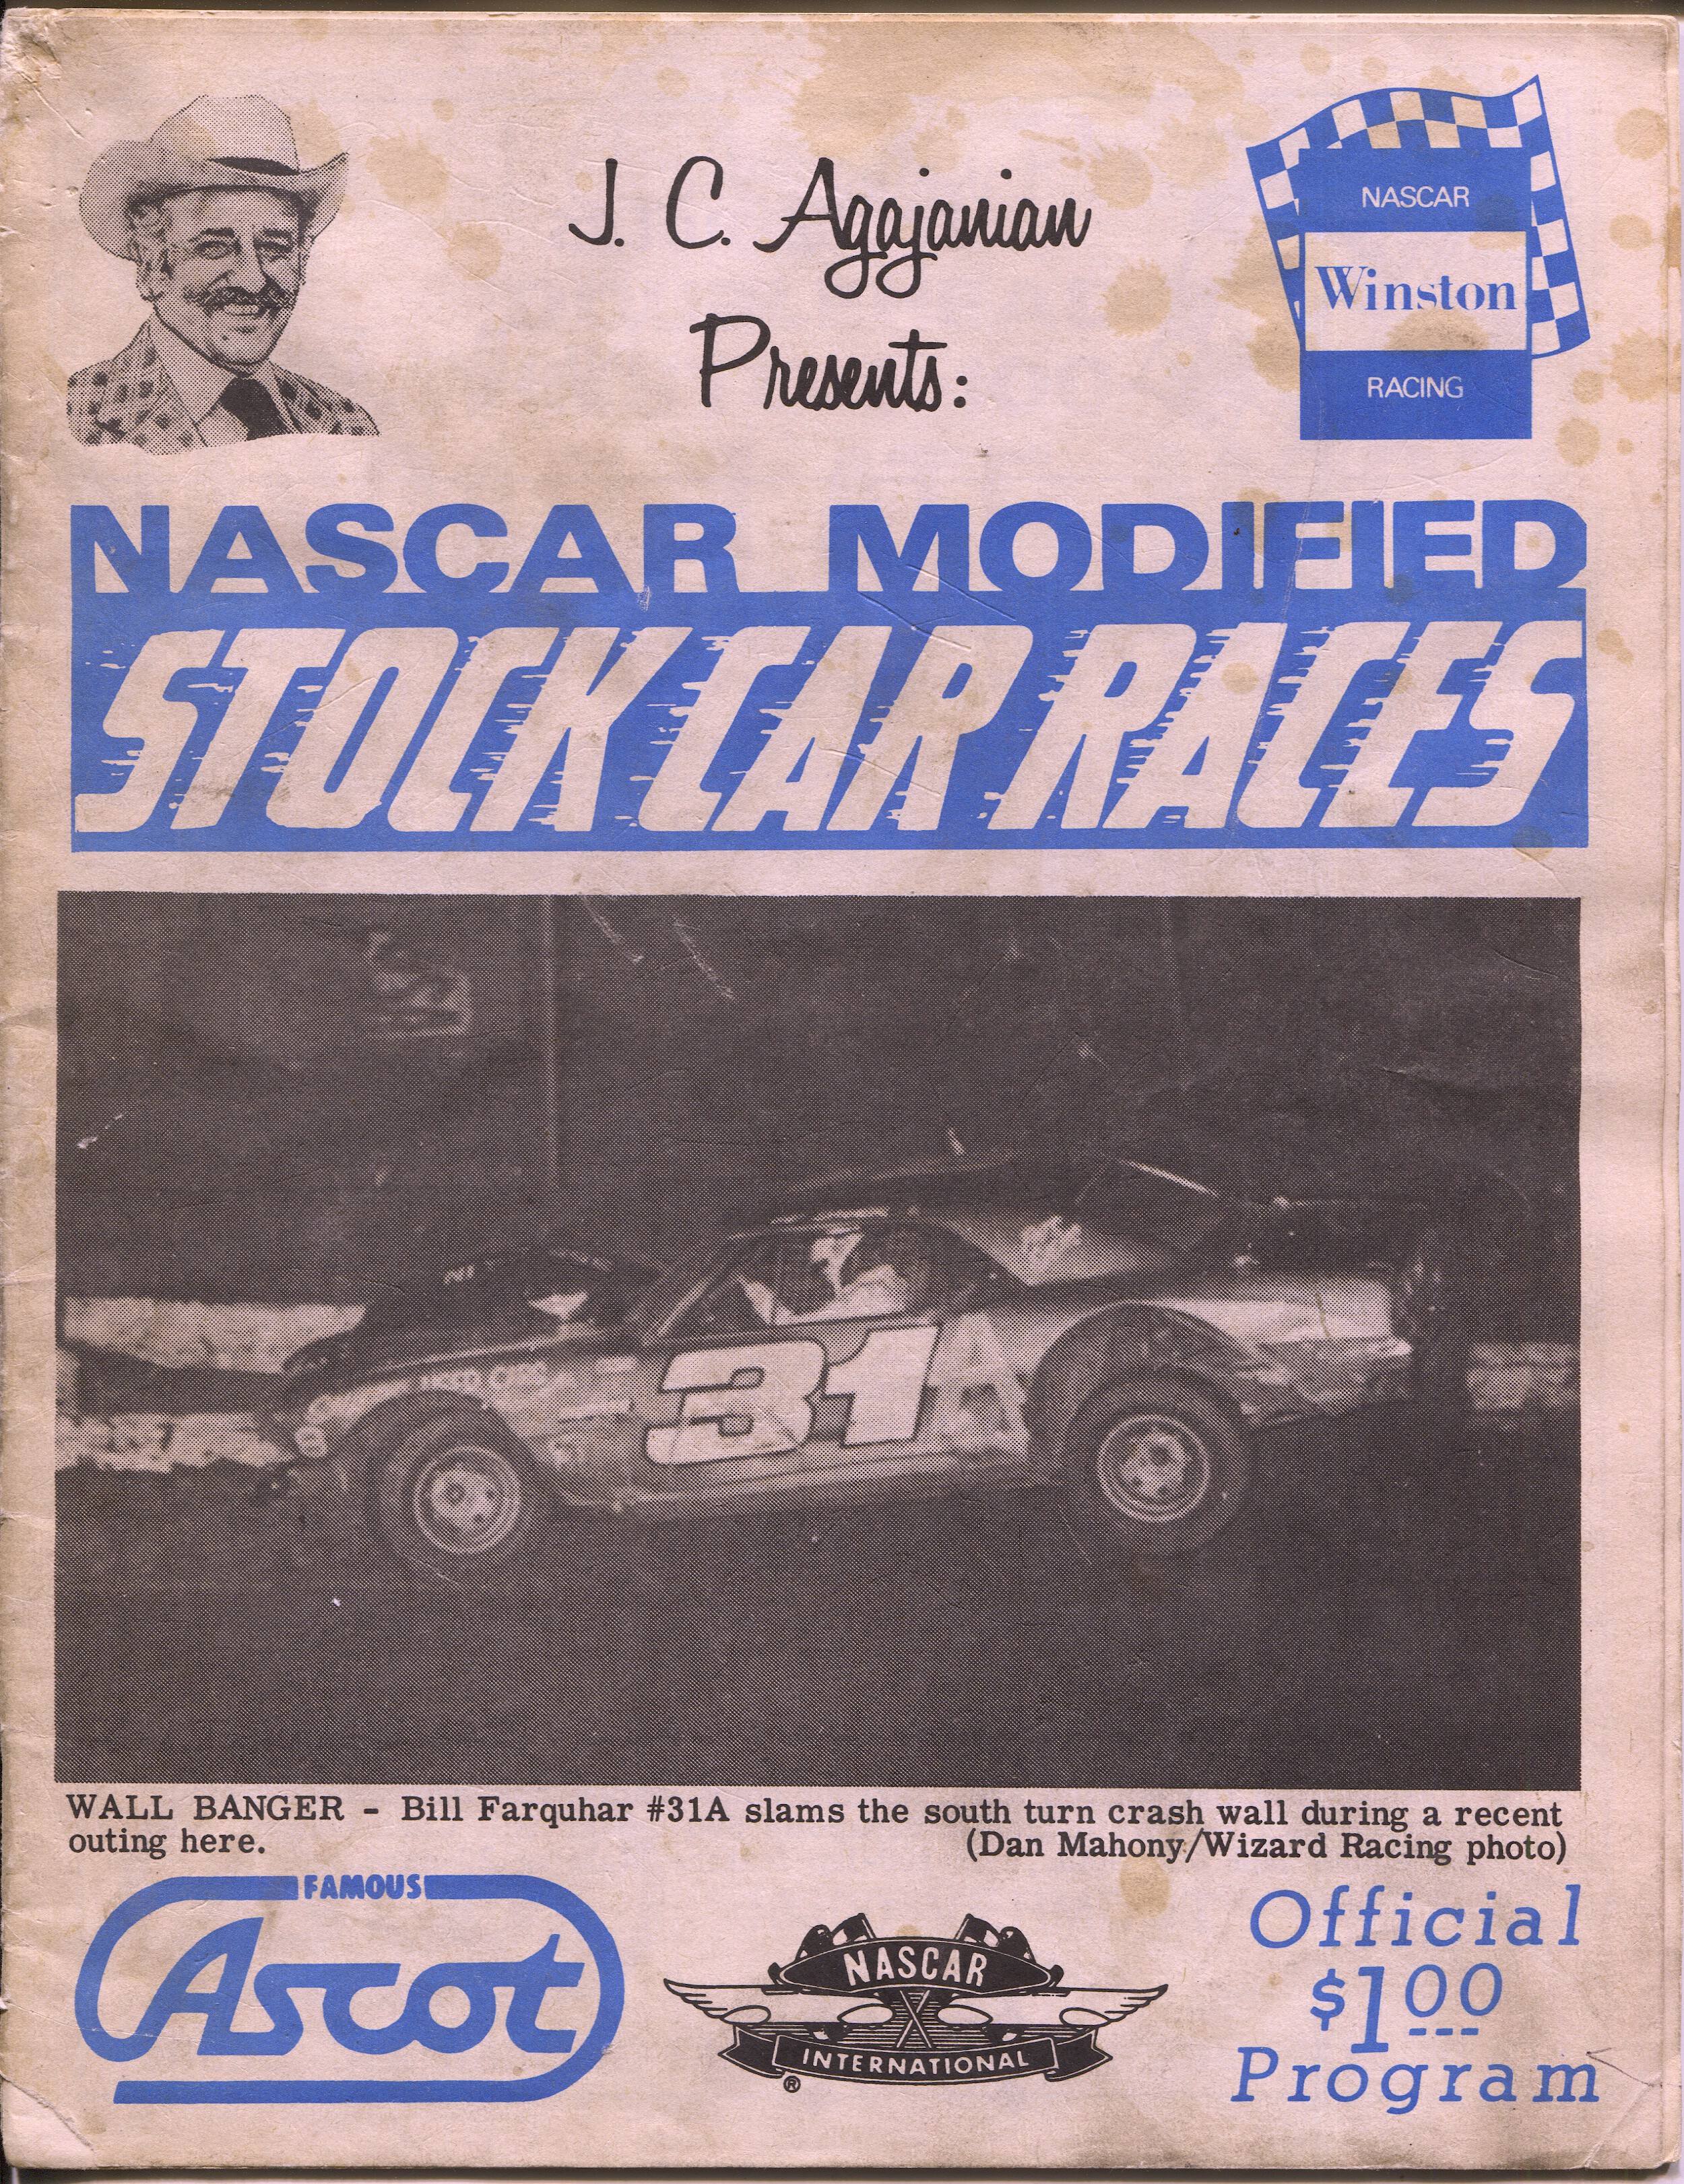 J. C. Agajanian
Presents:
NASCAR
Winston
RACING
NASCAR MODIFIED
STOCK CAR RACES
31A
WALL BANGER - Bill Farquhar #31A slams the south turn crash wall during a recent
outing here. (Dan Mahony/Wizard Racing photo)
FAMOUS
Ascot
NASCAR
INTERNATIONAL
®
Official
$1.00
Program